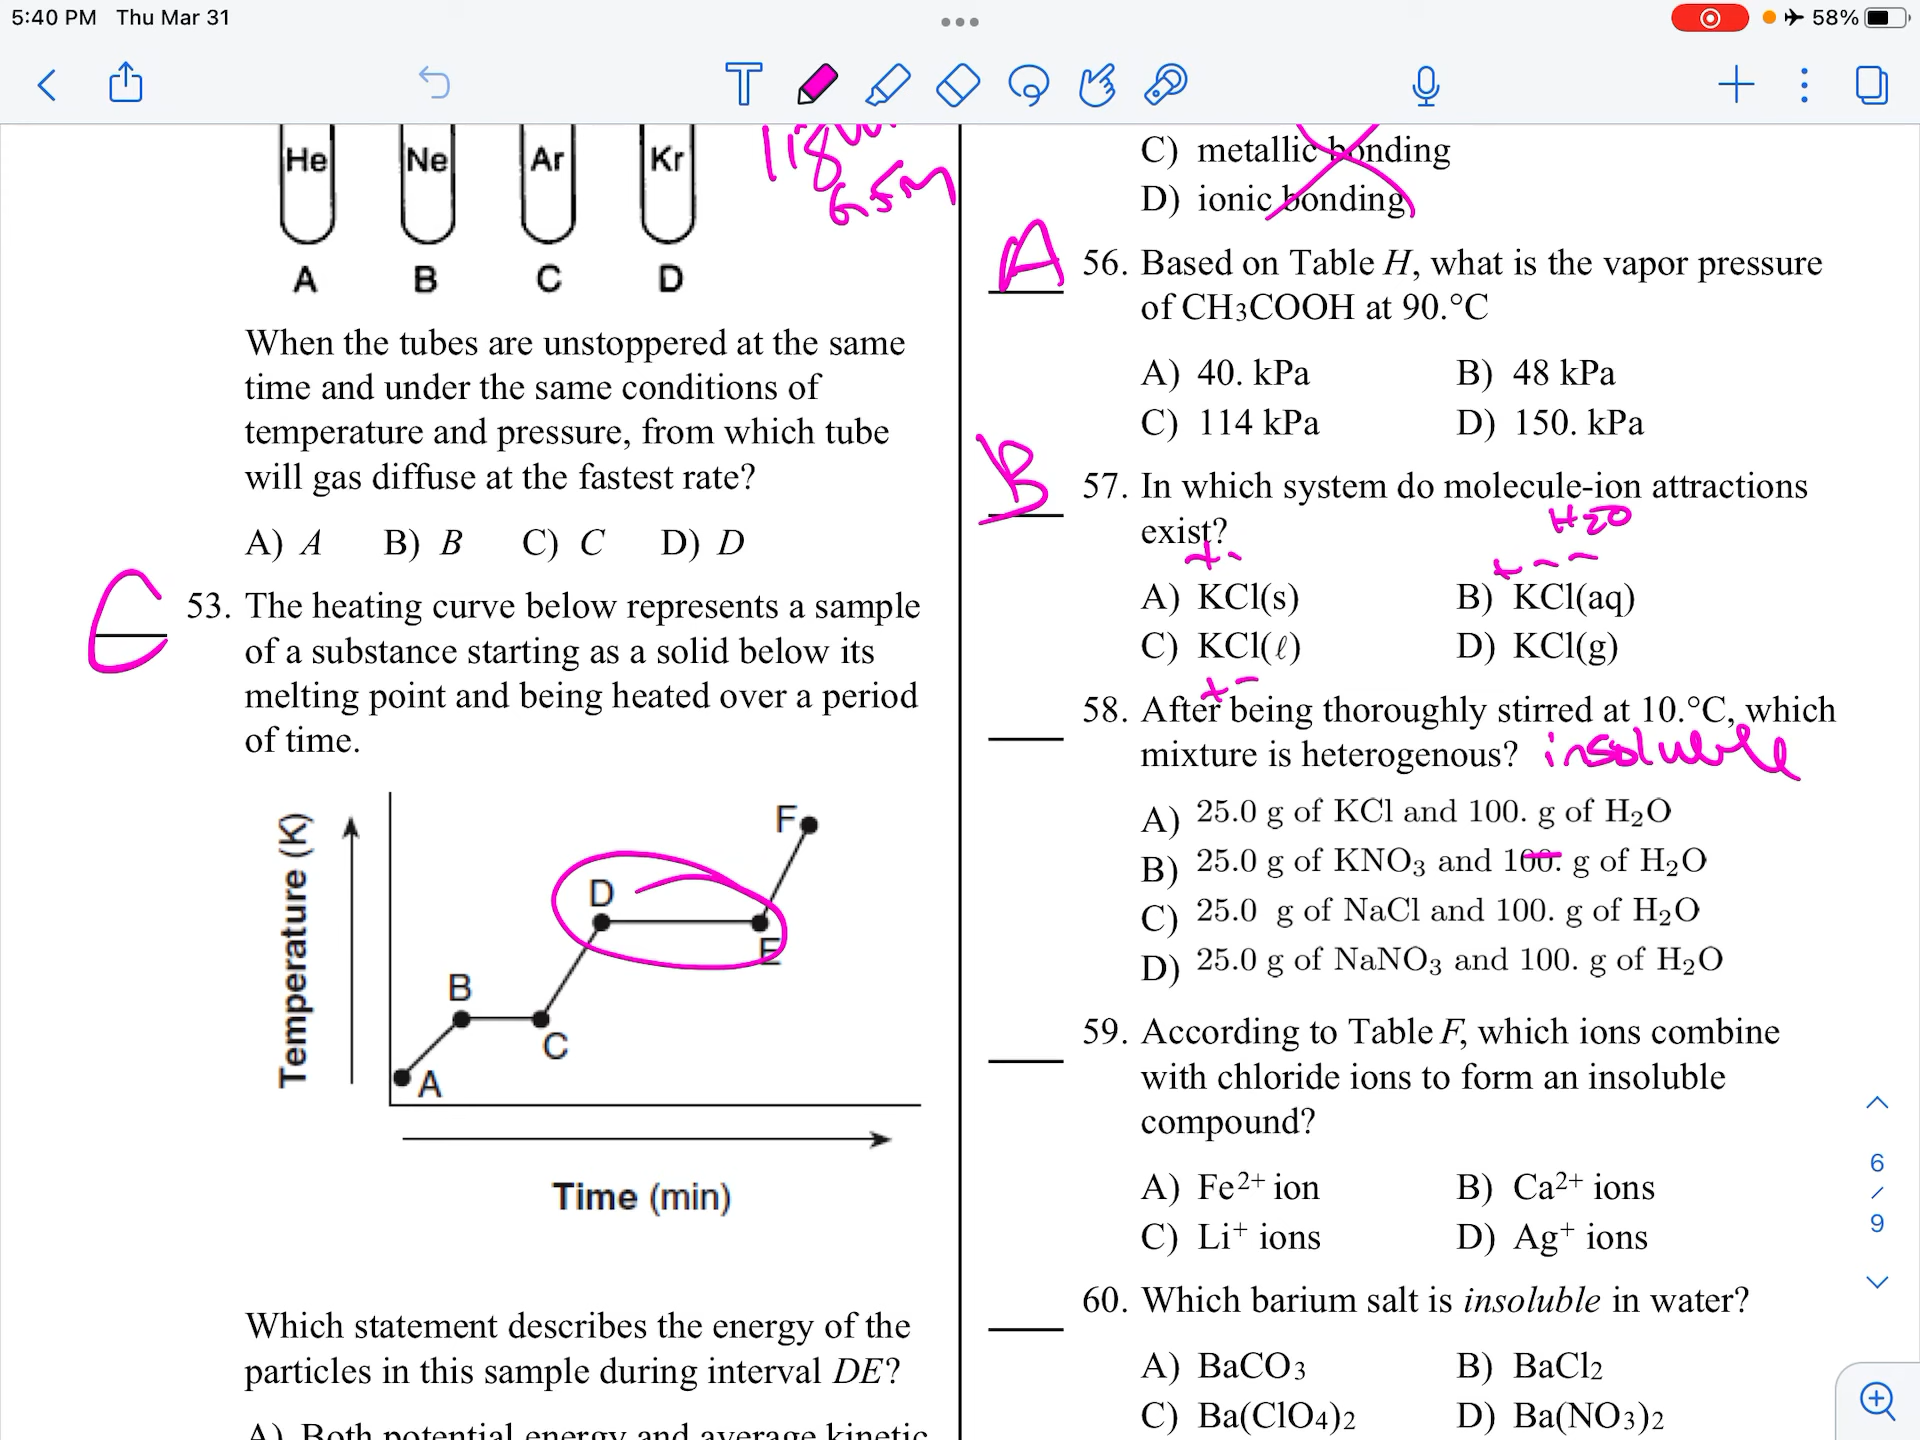 5:40 PM Thu Mar 31
58%
He Ne Ar Kr
A B C D
6.5M
When the tubes are unstoppered at the same
time and under the same conditions of
temperature and pressure, from which tube
will gas diffuse at the fastest rate?
A) A B) B C) C D) D
C
53. The heating curve below represents a sample
of a substance starting as a solid below its
melting point and being heated over a period
of time.
Temperature (K)
F
D
E
B
C
A
Time (min)
Which statement describes the energy of the
particles in this sample during interval DE?
A) Both potential energy and average kinetic
C) metallic bonding
D) ionic bonding
A
56. Based on Table H, what is the vapor pressure
of CH3COOH at 90.°C
A) 40. kPa B) 48 kPa
C) 114 kPa D) 150. kPa
B
57. In which system do molecule-ion attractions
exist?
H2O
+ -
+ - -
A) KCl(s) B) KCl(aq)
C) KCl(ℓ) D) KCl(g)
+ -
58. After being thoroughly stirred at 10.°C, which
mixture is heterogenous? insoluble
A) 25.0 g of KCl and 100. g of H₂O
B) 25.0 g of KNO₃ and 100. g of H₂O
C) 25.0 g of NaCl and 100. g of H₂O
D) 25.0 g of NaNO₃ and 100. g of H₂O
59. According to Table F, which ions combine
with chloride ions to form an insoluble
compound?
A) Fe²⁺ ion B) Ca²⁺ ions
C) Li⁺ ions D) Ag⁺ ions
60. Which barium salt is insoluble in water?
A) BaCO3 B) BaCl2
C) Ba(ClO4)2 D) Ba(NO3)2
6
/
9